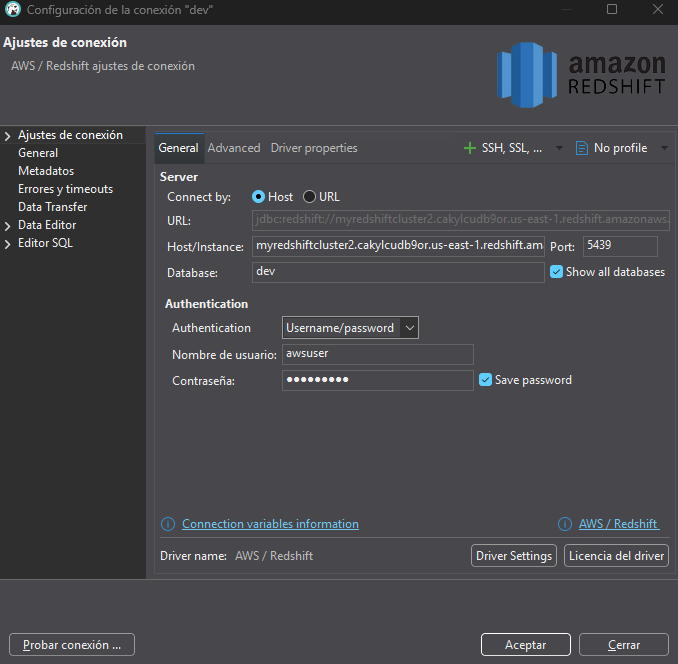 Configuración de la conexión "dev"
Ajustes de conexión
AWS / Redshift ajustes de conexión
amazon
REDSHIFT
Ajustes de conexión
General
Metadatos
Errores y timeouts
Data Transfer
Data Editor
Editor SQL
General Advanced Driver properties SSH, SSL, ... No profile
Server
Connect by: Host URL
URL: jdbc:redshift://myredshiftcluster2.cakylcudb9or.us-east-1.redshift.amazonaws.
Host/Instance: myredshiftcluster2.cakylcudb9or.us-east-1.redshift.ama Port: 5439
Database: dev Show all databases
Authentication
Authentication Username/password
Nombre de usuario: awsuser
Contraseña: ••••••••• Save password
Connection variables information AWS / Redshift
Driver name: AWS / Redshift Driver Settings Licencia del driver
Probar conexión ... Aceptar Cerrar